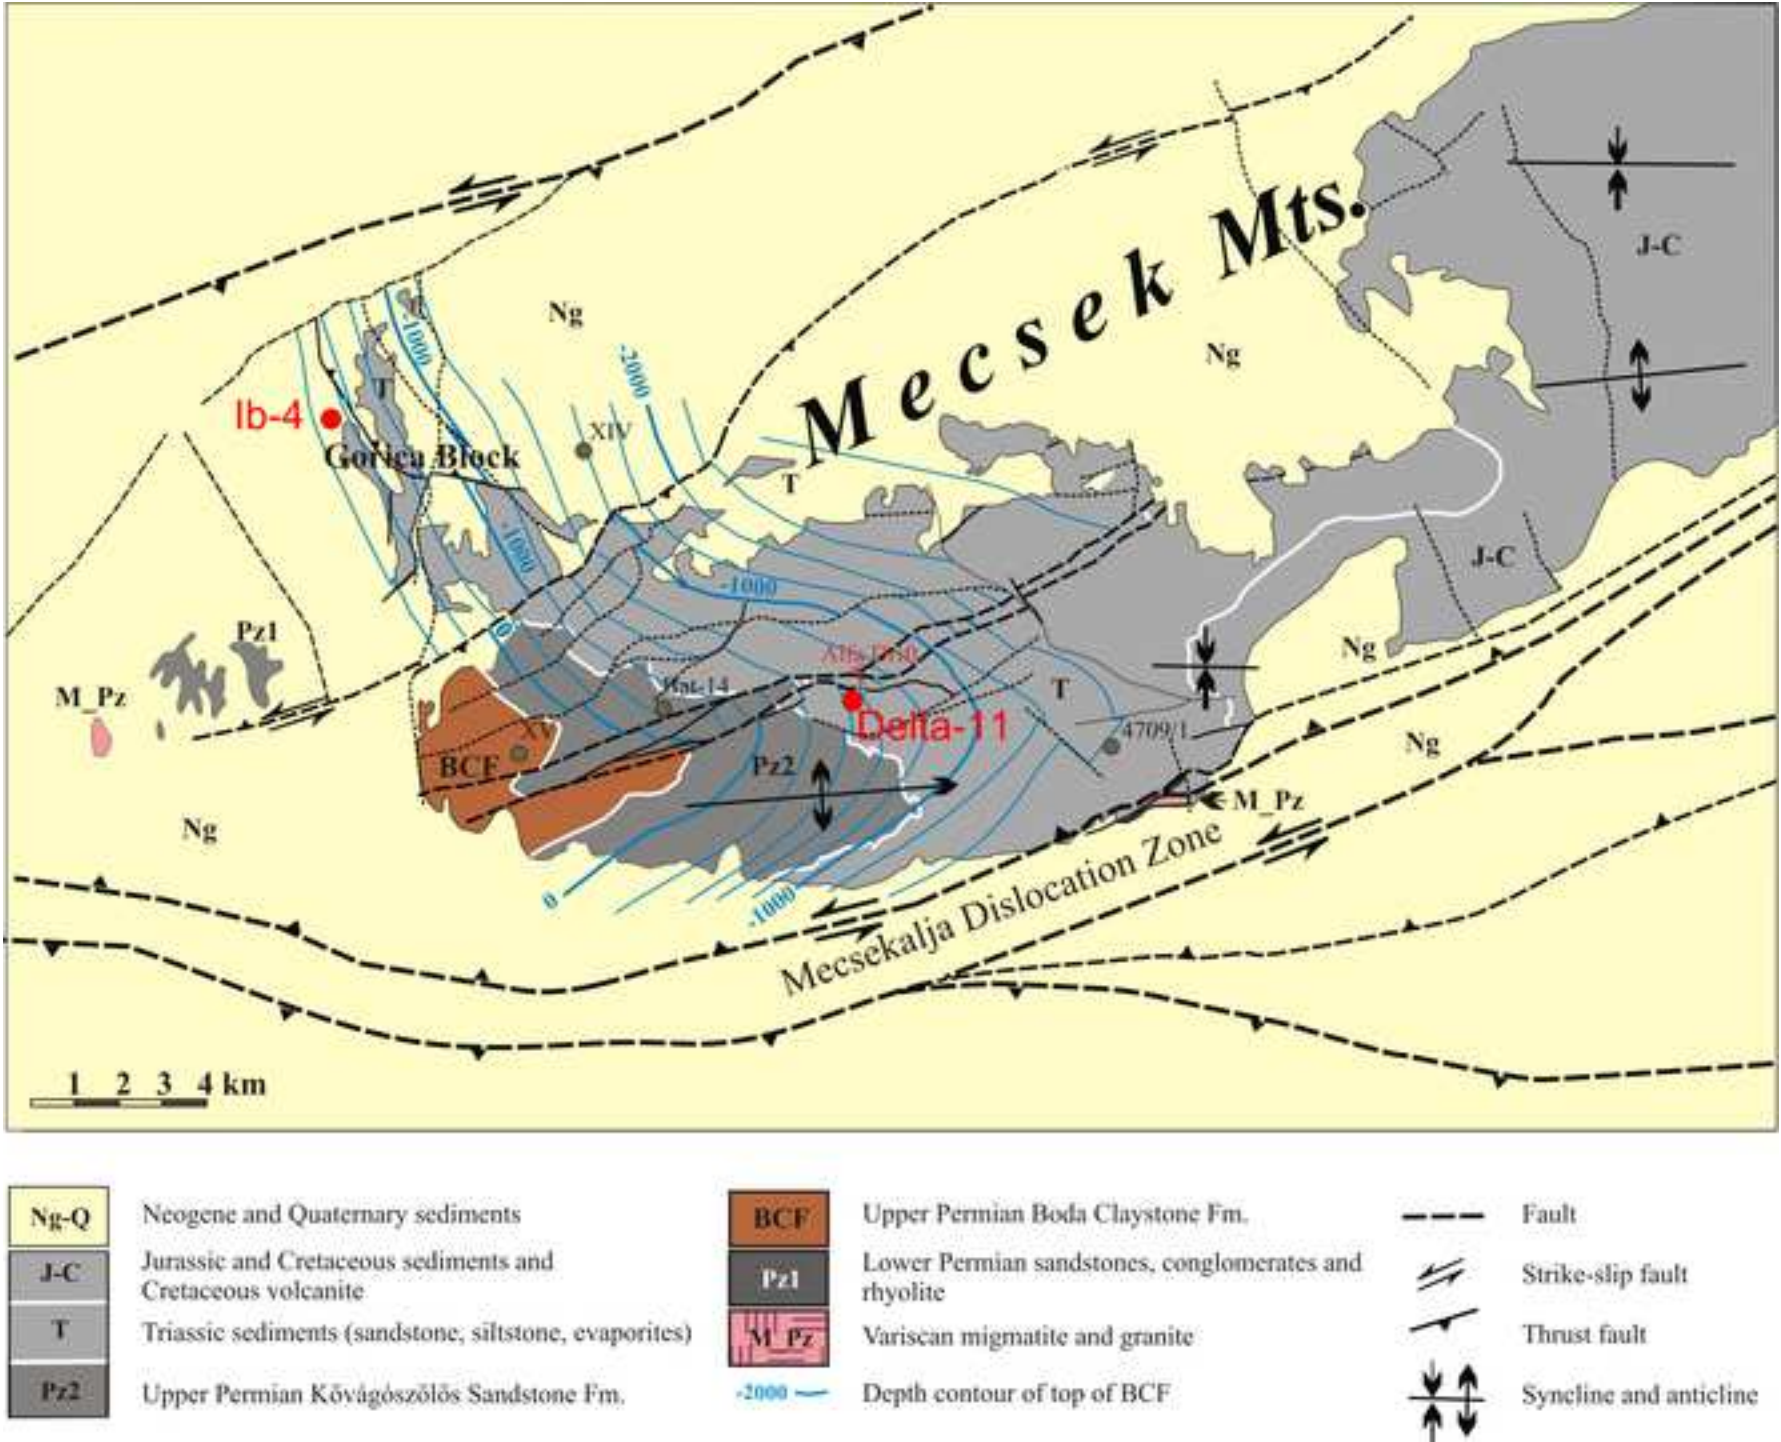 Mecsek Mts.
J-C
Ng
Ng
-1000
-2000
T
Ib-4
XIV
Gorica Block
T
-1000
J-C
-1000
0
Pz1
Ng
M_Pz
T
Delta-11
4709/1
XV
BCF
Pz2
Ng
M_Pz
Ng
0
-1000
Mecsekalja Dislocation Zone
1 2 3 4 km
Ng-Q Neogene and Quaternary sediments
J-C Jurassic and Cretaceous sediments and
Cretaceous volcanite
T Triassic sediments (sandstone, siltstone, evaporites)
Pz2 Upper Permian Kővágószőlős Sandstone Fm.
BCF Upper Permian Boda Claystone Fm.
Pz1 Lower Permian sandstones, conglomerates and
rhyolite
M_Pz Variscan migmatite and granite
-2000 Depth contour of top of BCF
Fault
Strike-slip fault
Thrust fault
Syncline and anticline